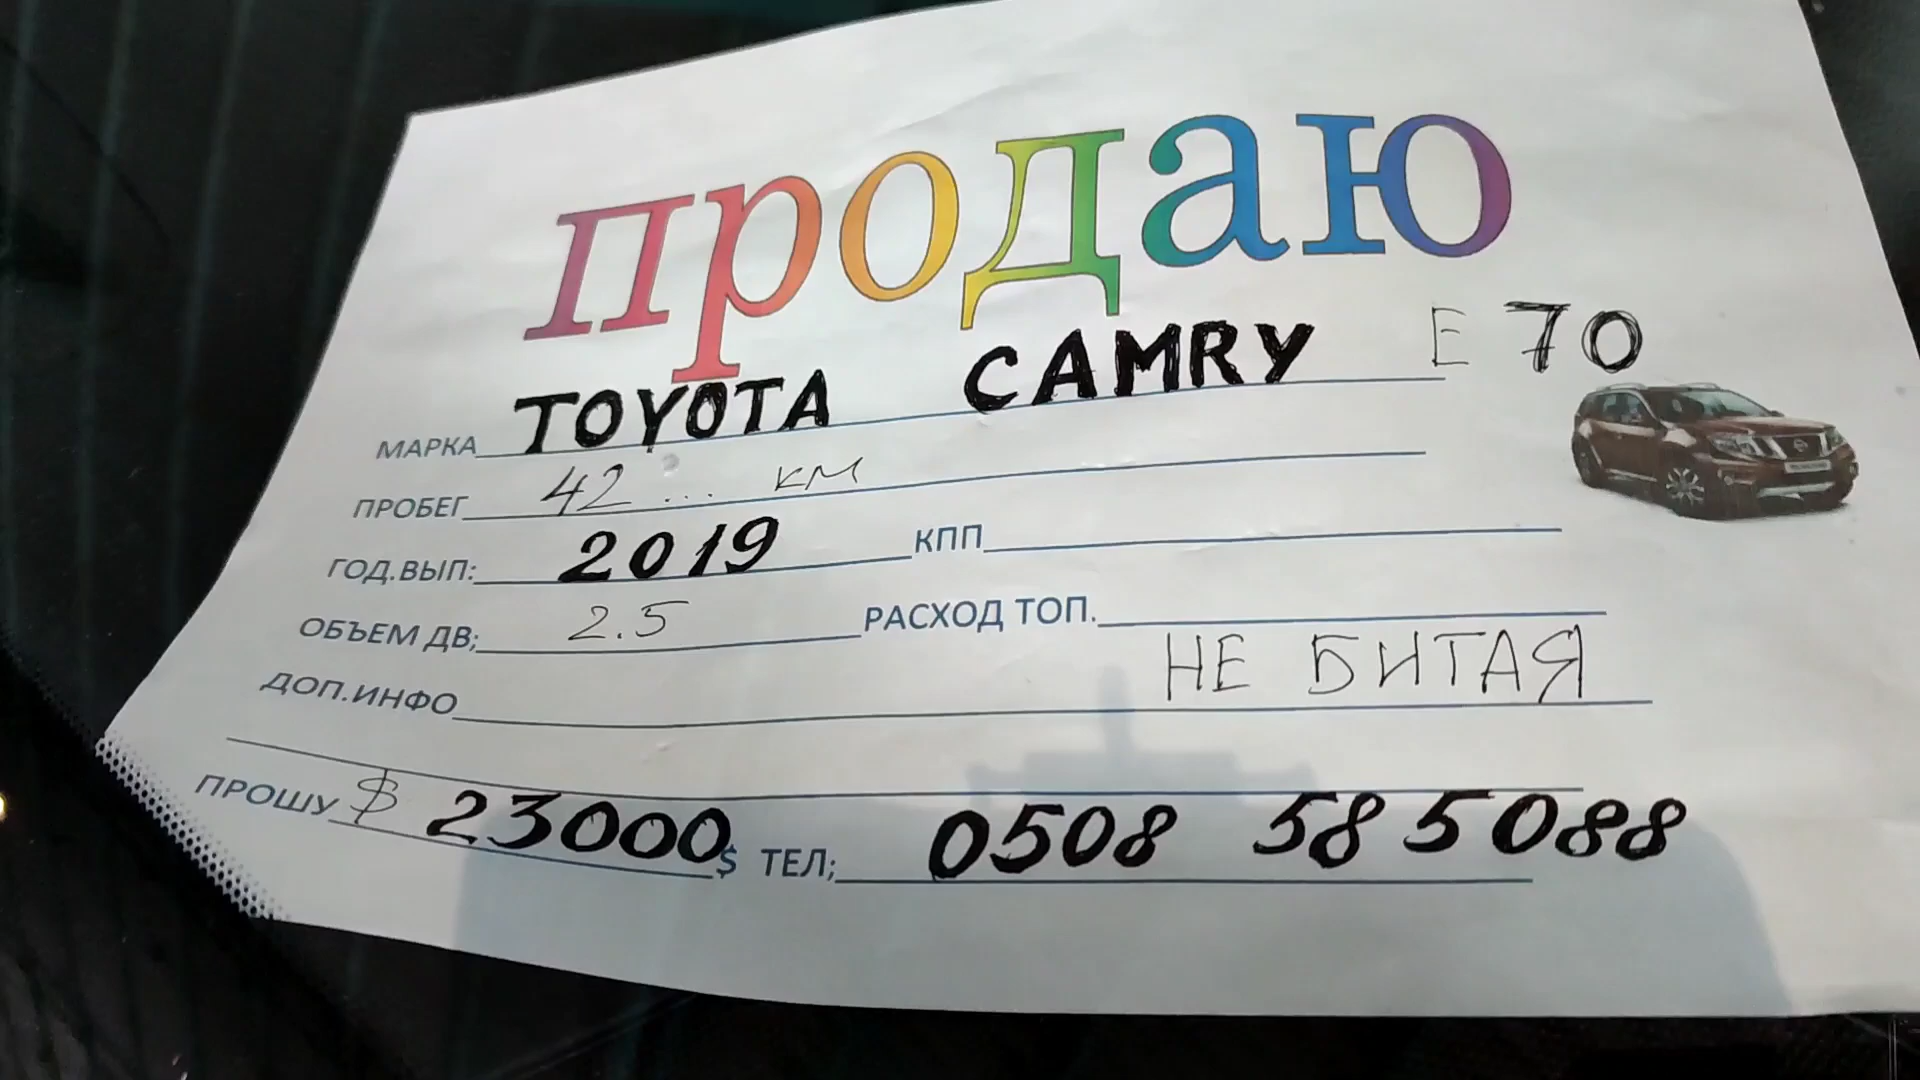 продаю
МАРКА TOYOTA CAMRY E 70
ПРОБЕГ 42 ... км
ГОД.ВЫП: 2019 КПП
ОБЪЕМ ДВ; 2.5 РАСХОД ТОП.
ДОП.ИНФО НЕ БИТАЯ
ПРОШУ $ 23000 $ ТЕЛ; 0508 585088